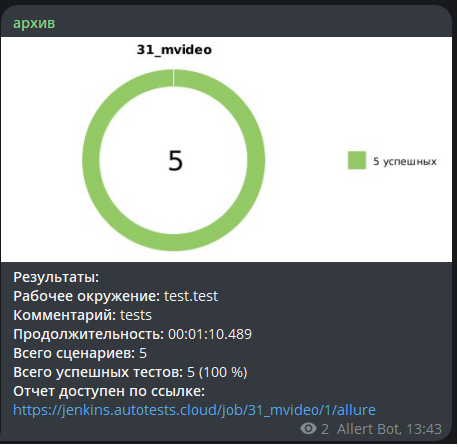 архив
31_mvideo
5
5 успешных
Результаты:
Рабочее окружение: test.test
Комментарий: tests
Продолжительность: 00:01:10.489
Всего сценариев: 5
Всего успешных тестов: 5 (100 %)
Отчет доступен по ссылке:
https://jenkins.autotests.cloud/job/31_mvideo/1/allure
2 Allert Bot, 13:43